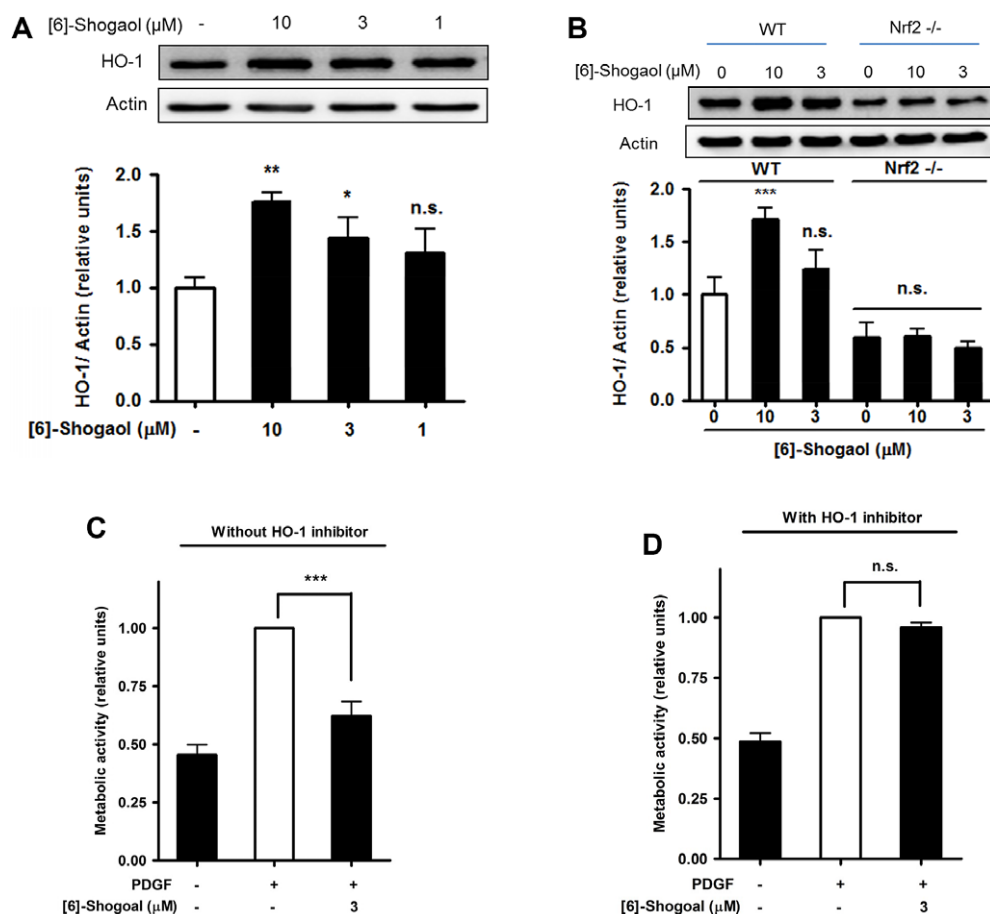 A
[6]-Shogaol (μM) - 10 3 1
HO-1
Actin
HO-1/ Actin (relative units)
2.0
1.5
1.0
0.5
0.0
**
*
n.s.
- 10 3 1
[6]-Shogaol (μM)
B
WT Nrf2 -/-
[6]-Shogaol (μM) 0 10 3 0 10 3
HO-1
Actin
WT Nrf2 -/-
HO-1/ Actin (relative units)
2.0
1.5
1.0
0.5
0.0
***
n.s.
n.s.
0 10 3 0 10 3
[6]-Shogaol (μM)
C
Without HO-1 inhibitor
***
Metabolic activity (relative units)
1.00
0.75
0.50
0.25
0.00
PDGF - + +
[6]-Shogoal (μM) - - 3
D
With HO-1 inhibitor
n.s.
Metabolic activity (relative units)
1.00
0.75
0.50
0.25
0.00
PDGF - + +
[6]-Shogoal (μM) - - 3